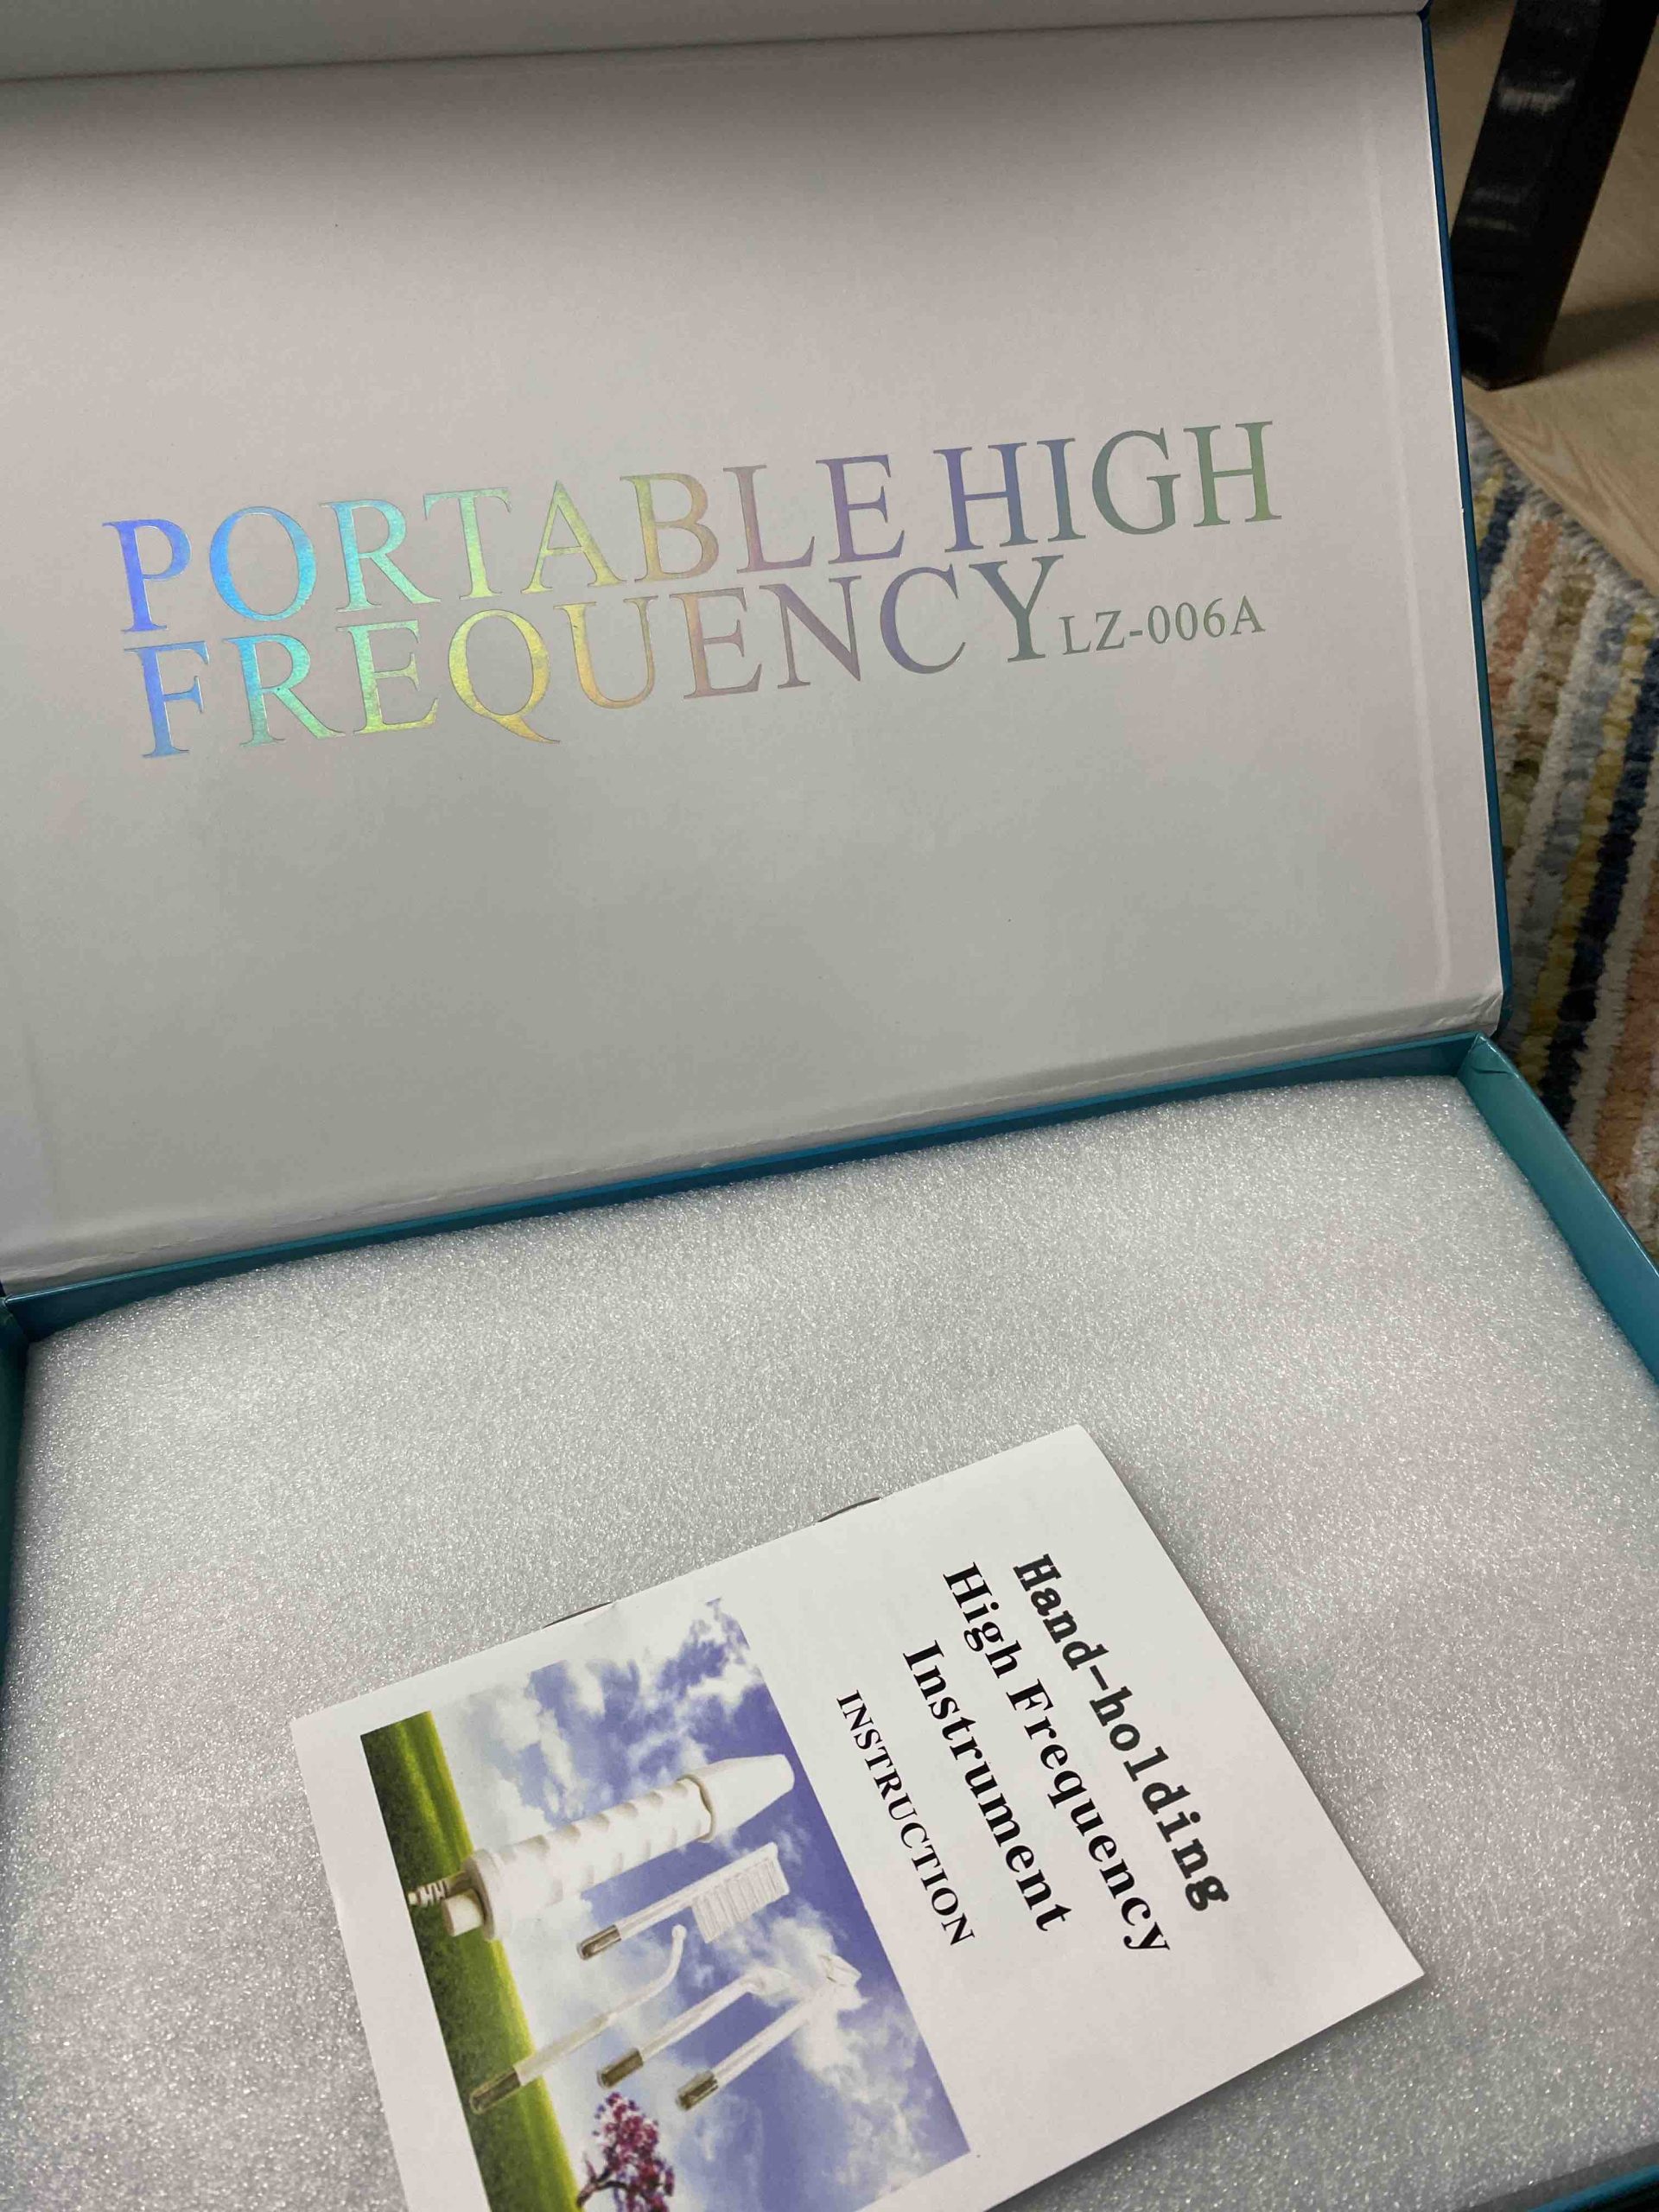 PORTABLE HIGH
FREQUENCY LZ-006A
Hand-holding
High Frequency
Instrument
INSTRUCTION